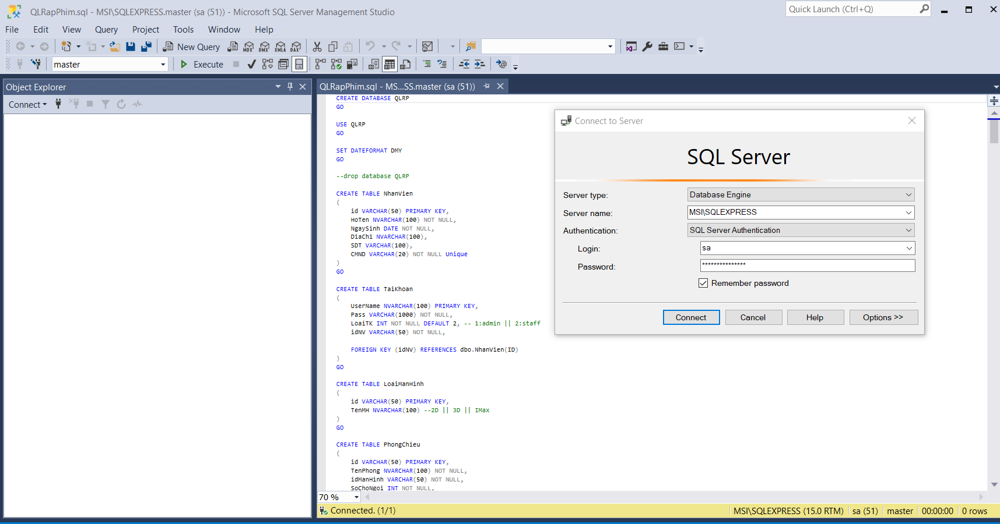 QLRapPhim.sql - MSI\SQLEXPRESS.master (sa (51)) - Microsoft SQL Server Management Studio
Quick Launch (Ctrl+Q)
File Edit View Query Project Tools Window Help
New Query MDX DMX XMLA DAX
master Execute
Object Explorer
Connect
QLRapPhim.sql - MS...SS.master (sa (51))
CREATE DATABASE QLRP
GO
USE QLRP
GO
SET DATEFORMAT DMY
GO
--drop database QLRP
CREATE TABLE NhanVien
(
id VARCHAR(50) PRIMARY KEY,
HoTen NVARCHAR(100) NOT NULL,
NgaySinh DATE NOT NULL,
DiaChi NVARCHAR(100),
SDT VARCHAR(100),
CMND VARCHAR(20) NOT NULL Unique
)
GO
CREATE TABLE TaiKhoan
(
UserName NVARCHAR(100) PRIMARY KEY,
Pass VARCHAR(1000) NOT NULL,
LoaiTK INT NOT NULL DEFAULT 2, -- 1:admin || 2:staff
idNV VARCHAR(50) NOT NULL,
FOREIGN KEY (idNV) REFERENCES dbo.NhanVien(ID)
)
GO
CREATE TABLE LoaiManHinh
(
id VARCHAR(50) PRIMARY KEY,
TenMH NVARCHAR(100) --2D || 3D || IMax
)
GO
CREATE TABLE PhongChieu
(
id VARCHAR(50) PRIMARY KEY,
TenPhong NVARCHAR(100) NOT NULL,
idManHinh VARCHAR(50) NOT NULL,
SoChoNgoi INT NOT NULL,
Connect to Server
SQL Server
Server type: Database Engine
Server name: MSI\SQLEXPRESS
Authentication: SQL Server Authentication
Login: sa
Password: ***************
Remember password
Connect Cancel Help Options >>
70 %
Connected. (1/1) MSI\SQLEXPRESS (15.0 RTM) sa (51) master 00:00:00 0 rows